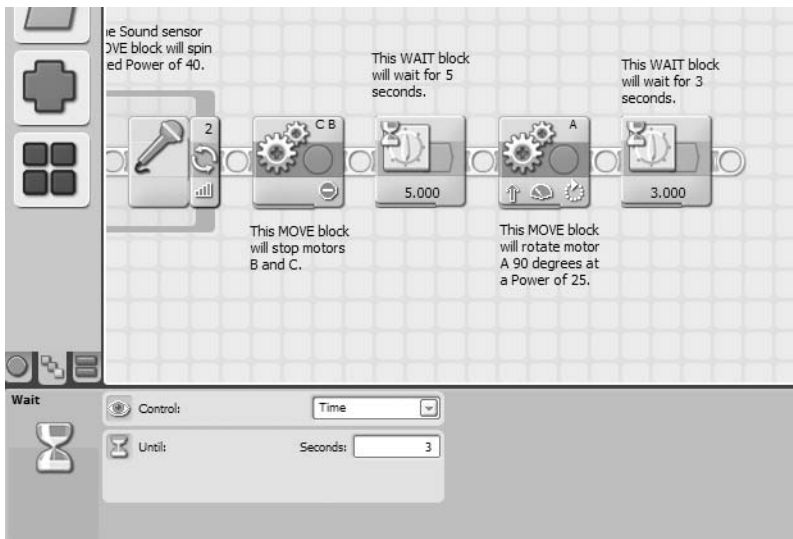 ne Sound sensor
OVE block will spin
ed Power of 40.
This WAIT block
will wait for 5
seconds.
This WAIT block
will wait for 3
seconds.
2
C B
5.000
A
3.000
This MOVE block
will stop motors
B and C.
This MOVE block
will rotate motor
A 90 degrees at
a Power of 25.
Wait
Control:
Time
Until:
Seconds:
3